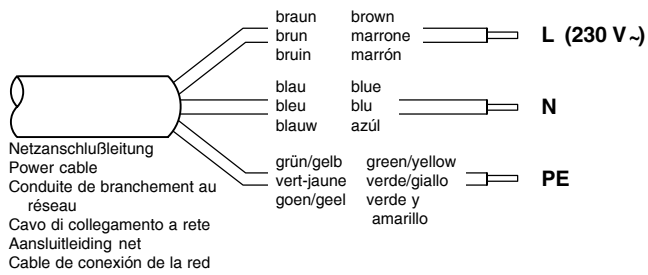 braun brown
brun marrone
bruin marrón
L (230 V ~)
blau blue
bleu blu
blauw azúl
N
grün/gelb green/yellow
vert-jaune verde/giallo
goen/geel verde y
amarillo
PE
Netzanschlußleitung
Power cable
Conduite de branchement au
réseau
Cavo di collegamento a rete
Aansluitleiding net
Cable de conexión de la red